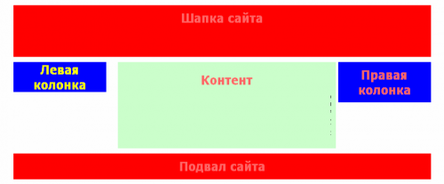 Шапка сайта
Левая
колонка
Контент
Правая
колонка
Подвал сайта